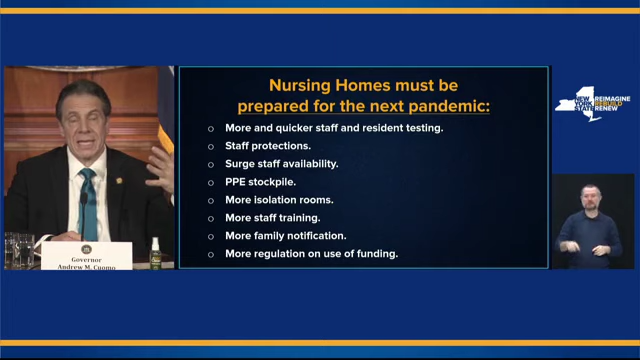 Nursing Homes must be
prepared for the next pandemic:
More and quicker staff and resident testing.
Staff protections.
Surge staff availability.
PPE stockpile.
More isolation rooms.
More staff training.
More family notification.
More regulation on use of funding.
Governor
Andrew M. Cuomo
NEW
YORK
STATE
REIMAGINE
REBUILD
RENEW